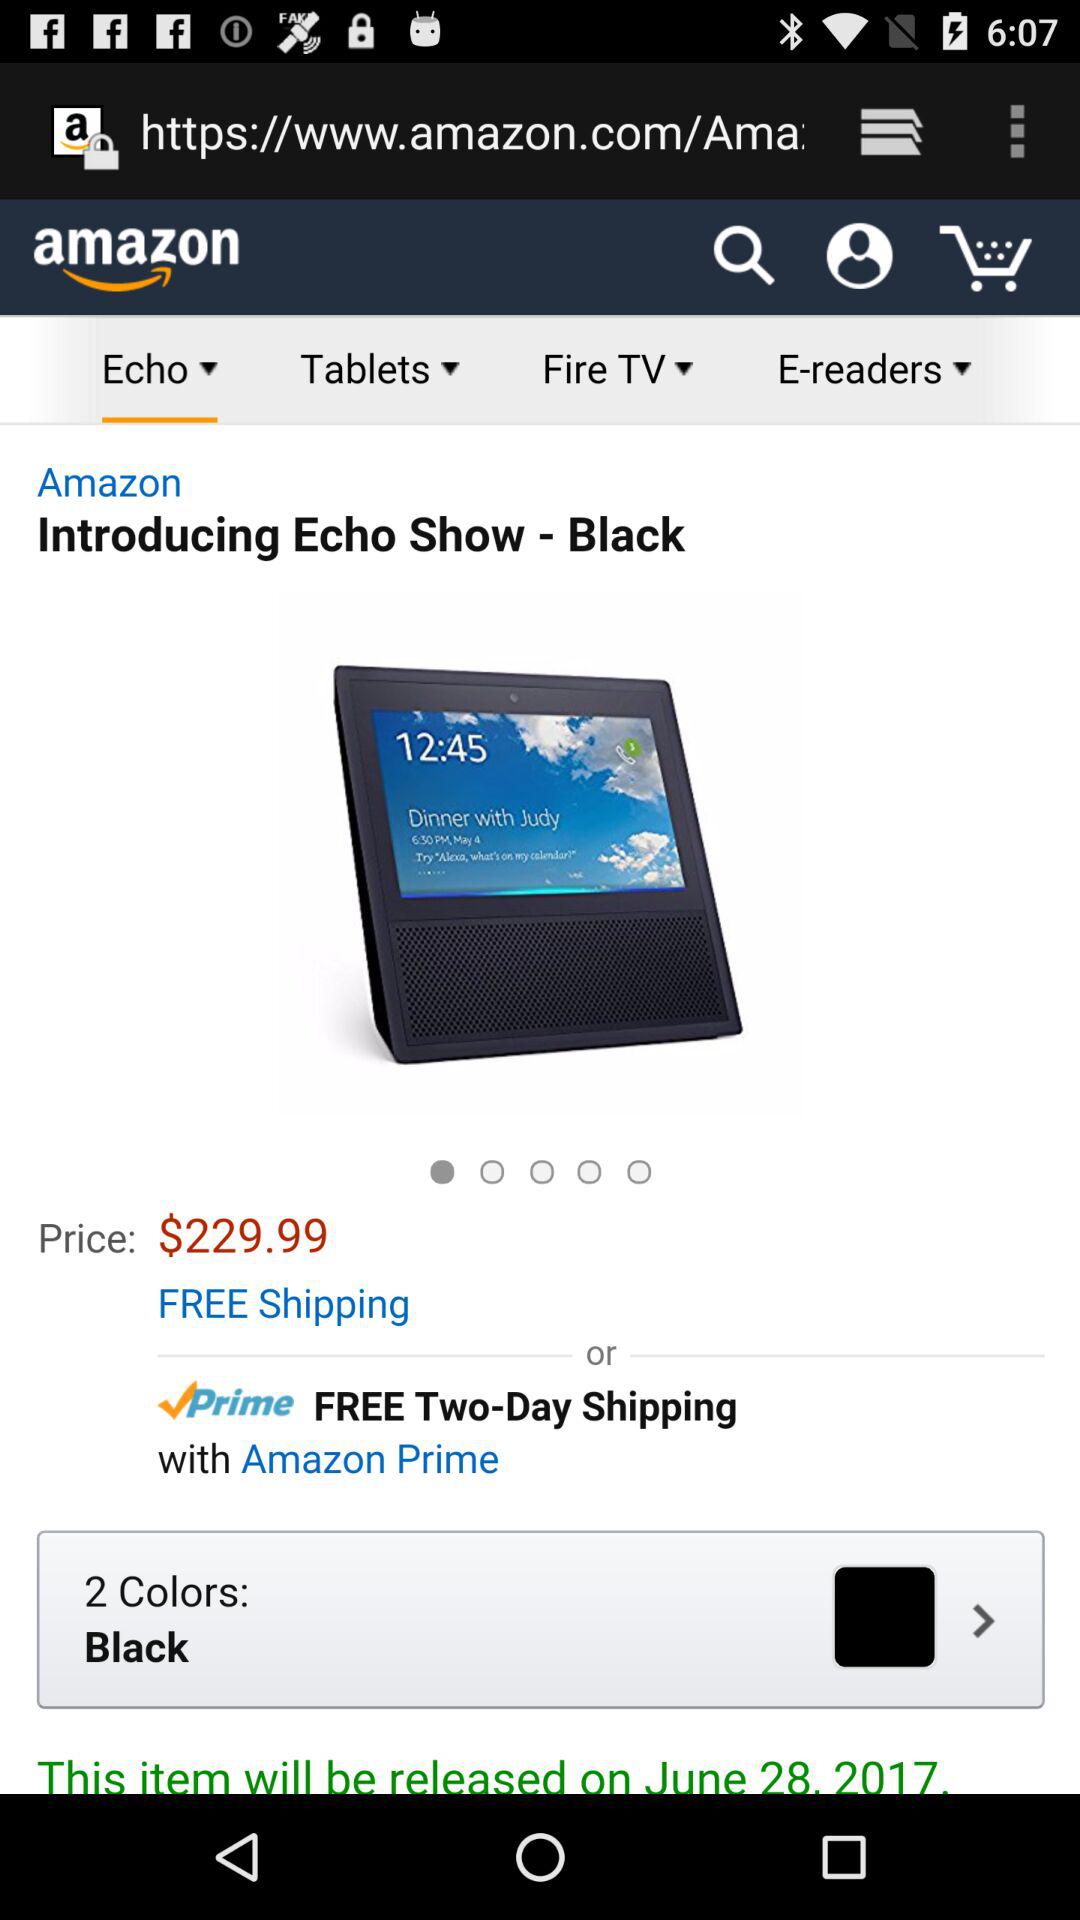 FAKE
6:07
a https://www.amazon.com/Ama
amazon
Echo Tablets Fire TV E-readers
Amazon
Introducing Echo Show - Black
12:45
3
Dinner with Judy
6:30 PM, May 4
Try "Alexa, what's on my calendar?"
Price: $229.99
FREE Shipping
or
Prime FREE Two-Day Shipping
with Amazon Prime
2 Colors:
Black
This item will be released on June 28, 2017.